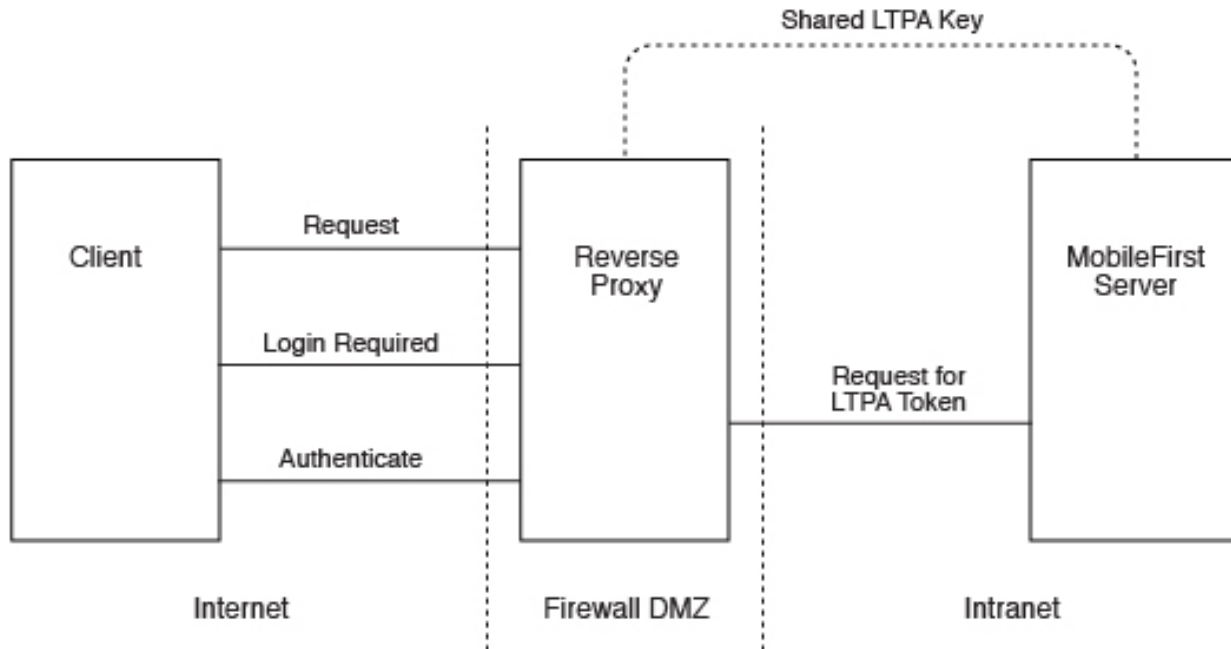 Shared LTPA Key
Client
Request
Login Required
Authenticate
Reverse
Proxy
Request for
LTPA Token
MobileFirst
Server
Internet
Firewall DMZ
Intranet